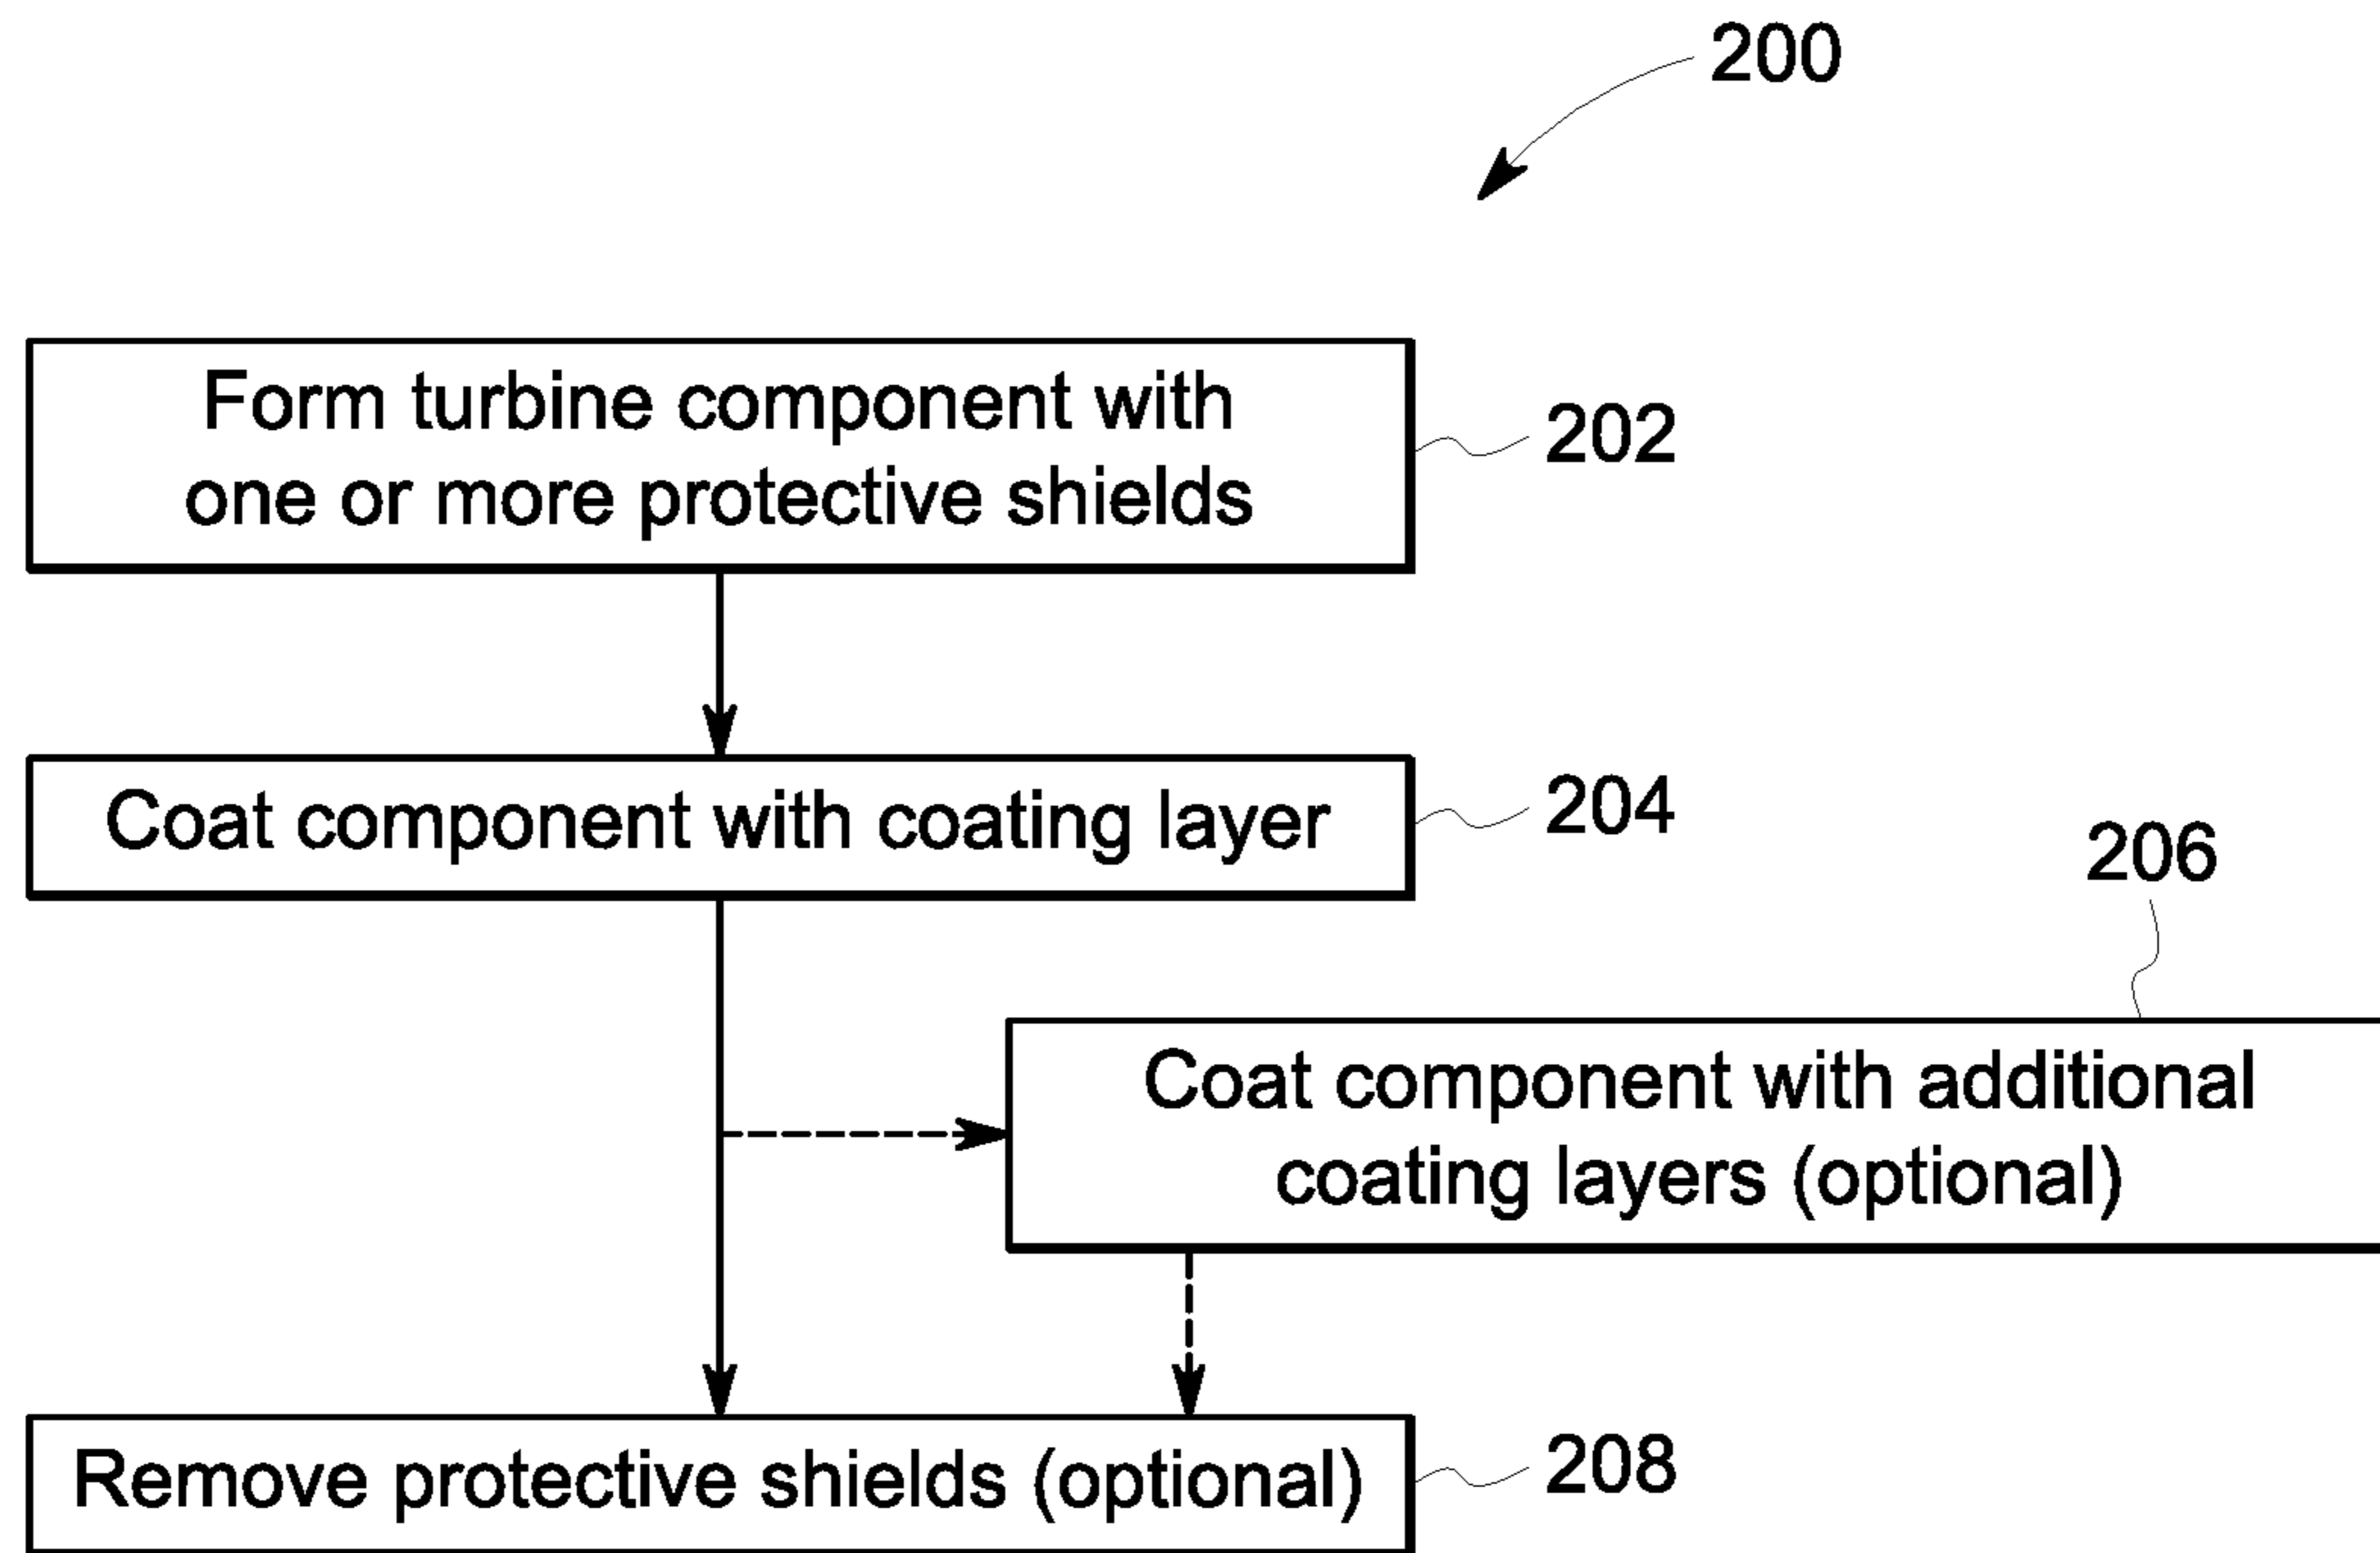 200
Form turbine component with
one or more protective shields
202
Coat component with coating layer
204
206
Coat component with additional
coating layers (optional)
Remove protective shields (optional)
208